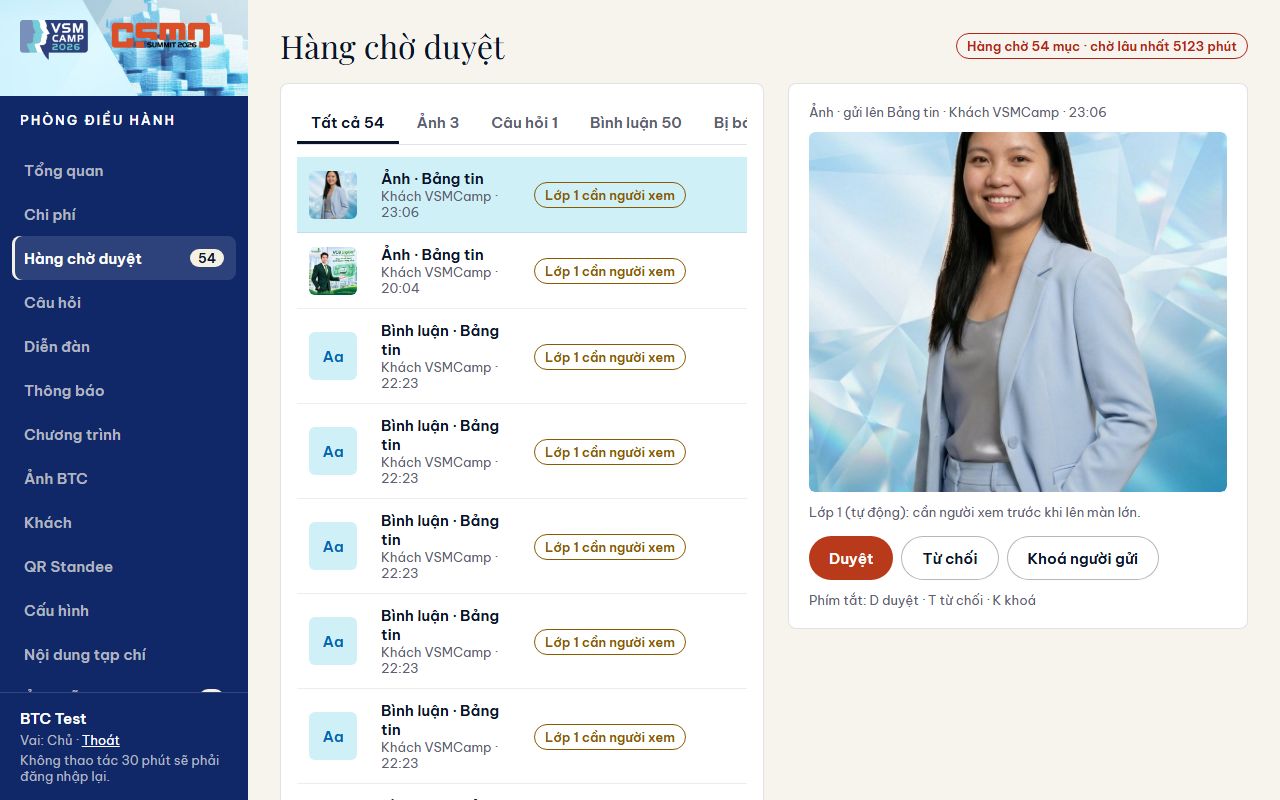 VSM
CAMP
2026
CSMO
SUMMIT 2026
PHÒNG ĐIỀU HÀNH
Tổng quan
Chi phí
Hàng chờ duyệt 54
Câu hỏi
Diễn đàn
Thông báo
Chương trình
Ảnh BTC
Khách
QR Standee
Cấu hình
Nội dung tạp chí
BTC Test
Vai: Chủ · Thoát
Không thao tác 30 phút sẽ phải
đăng nhập lại.
Hàng chờ duyệt
Hàng chờ 54 mục · chờ lâu nhất 5123 phút
Tất cả 54 Ảnh 3 Câu hỏi 1 Bình luận 50 Bị
Ảnh · Bảng tin
Khách VSMCamp ·
23:06
Lớp 1 cần người xem
Ảnh · Bảng tin
Khách VSMCamp ·
20:04
Lớp 1 cần người xem
Aa
Bình luận · Bảng
tin
Khách VSMCamp ·
22:23
Lớp 1 cần người xem
Aa
Bình luận · Bảng
tin
Khách VSMCamp ·
22:23
Lớp 1 cần người xem
Aa
Bình luận · Bảng
tin
Khách VSMCamp ·
22:23
Lớp 1 cần người xem
Aa
Bình luận · Bảng
tin
Khách VSMCamp ·
22:23
Lớp 1 cần người xem
Aa
Bình luận · Bảng
tin
Khách VSMCamp ·
22:23
Lớp 1 cần người xem
Ảnh · gửi lên Bảng tin · Khách VSMCamp · 23:06
Lớp 1 (tự động): cần người xem trước khi lên màn lớn.
Duyệt Từ chối Khoá người gửi
Phím tắt: D duyệt · T từ chối · K khoá